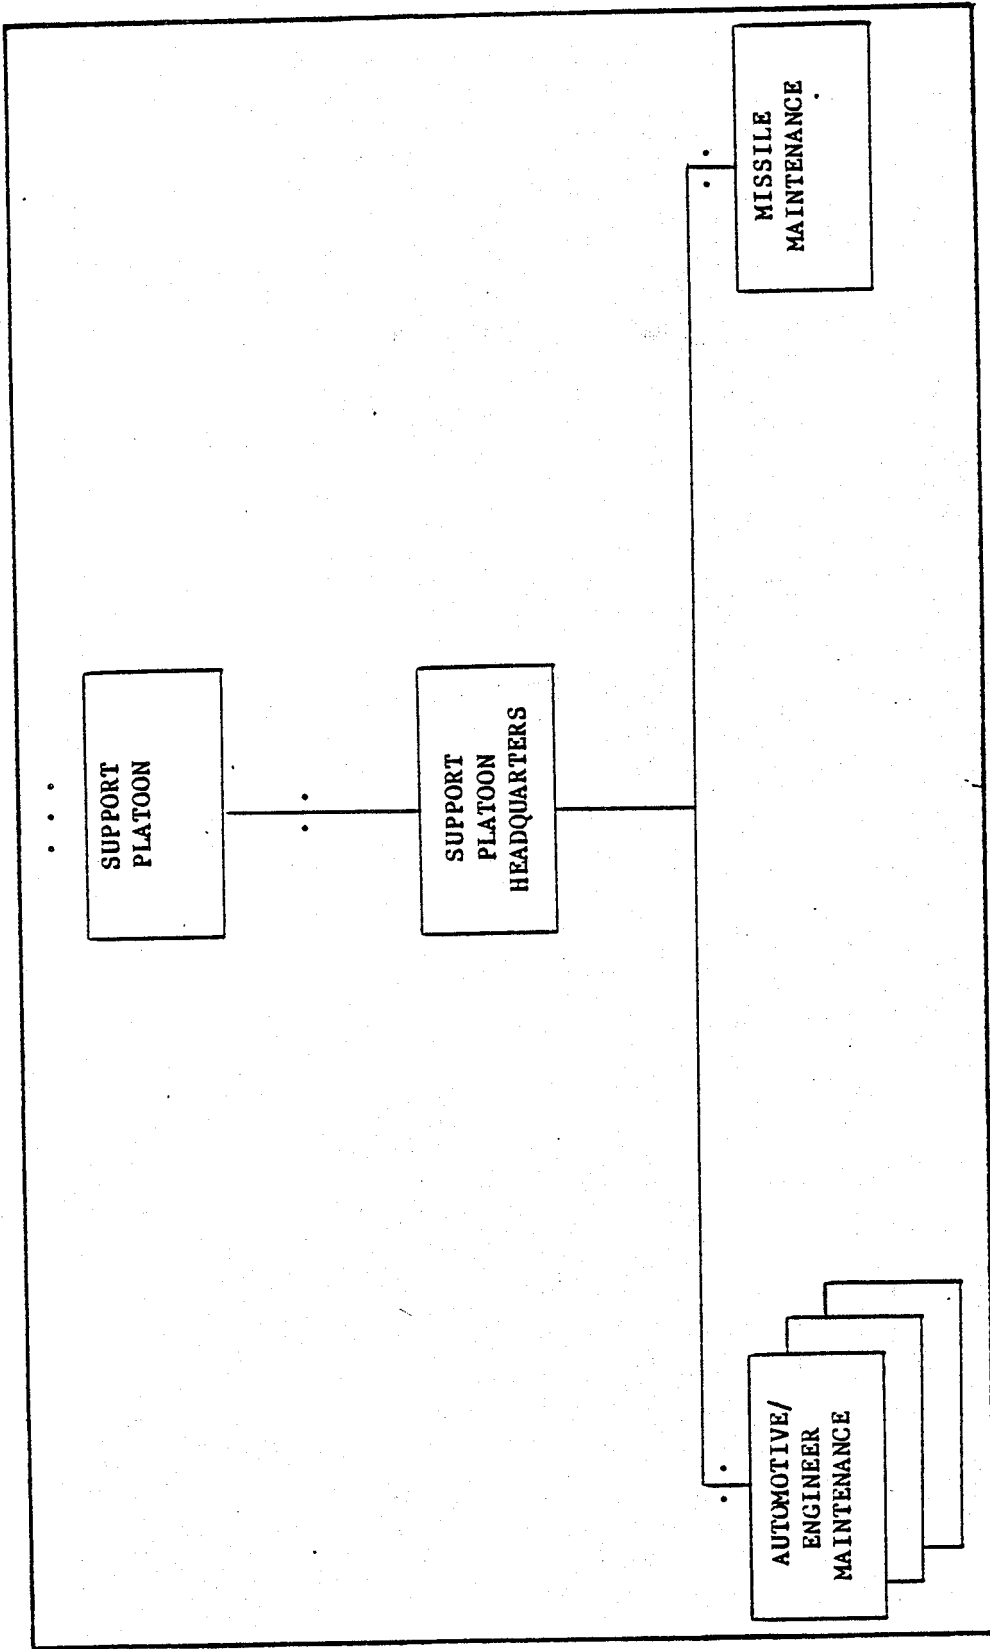 SUPPORT
PLATOON
SUPPORT
PLATOON
HEADQUARTERS
AUTOMOTIVE/
ENGINEER
MAINTENANCE
MISSILE
MAINTENANCE